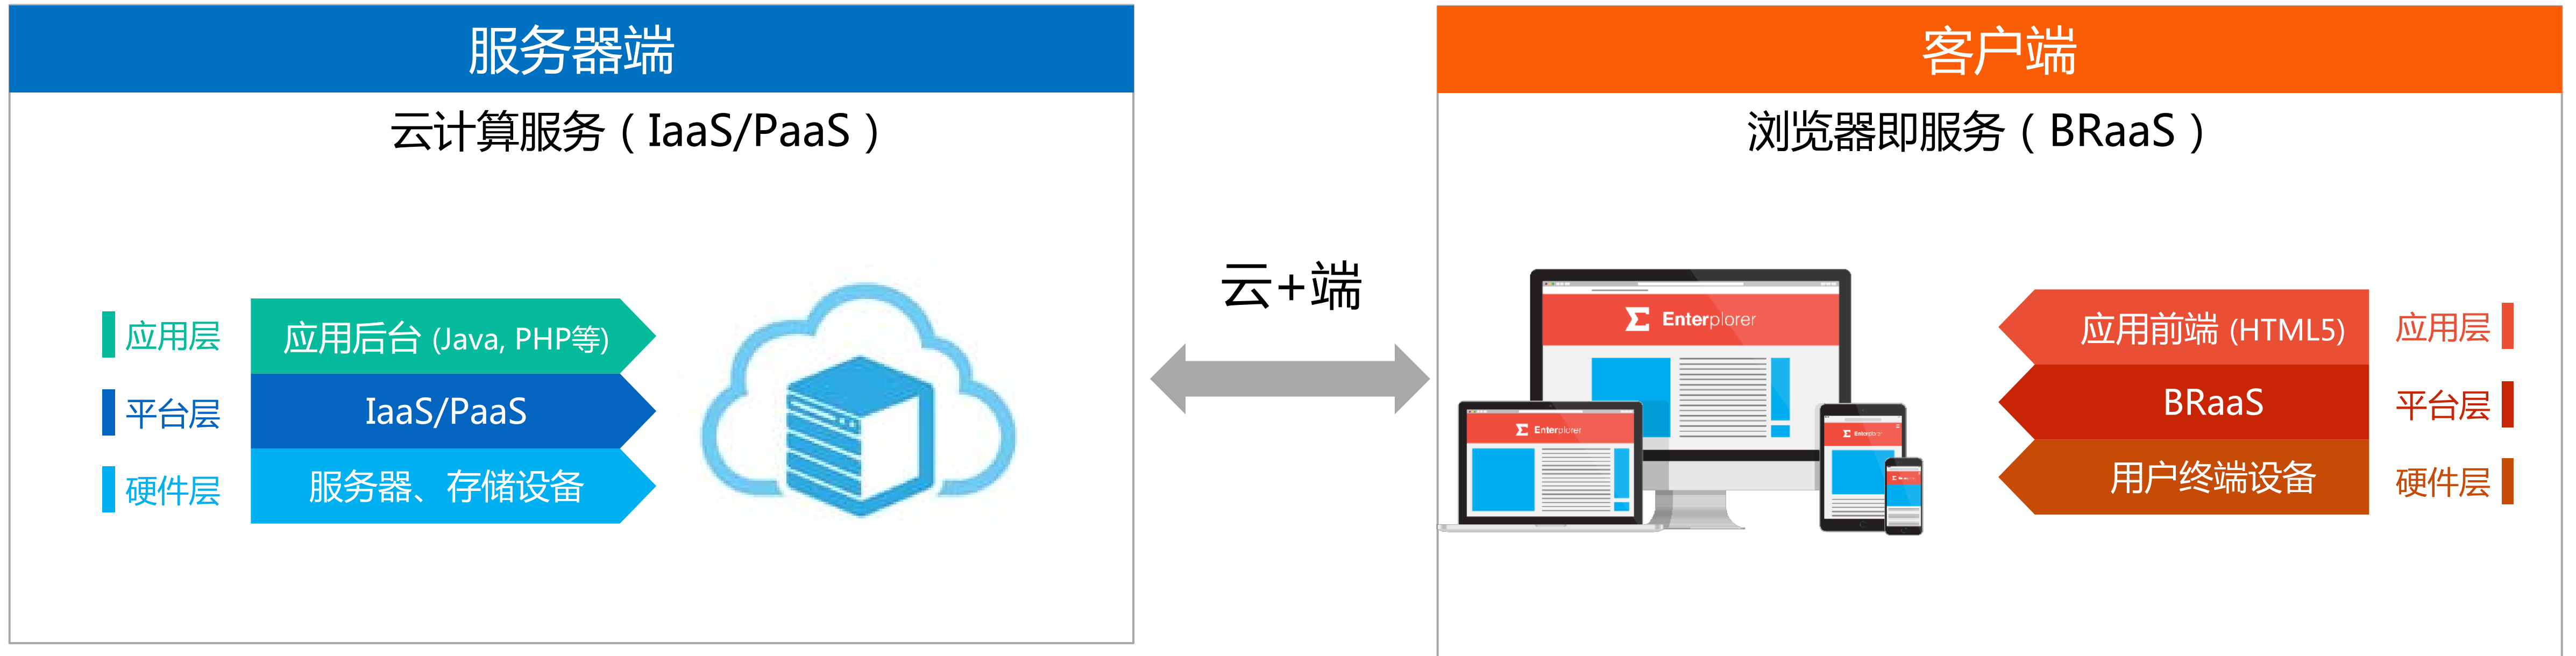 服务器端
云计算服务（IaaS/PaaS）
应用层
应用后台 (Java, PHP等)
平台层
IaaS/PaaS
硬件层
服务器、存储设备
云+端
客户端
浏览器即服务（BRaaS）
Enterplorer
Enterplorer
Enterplorer
应用前端 (HTML5)
应用层
BRaaS
平台层
用户终端设备
硬件层